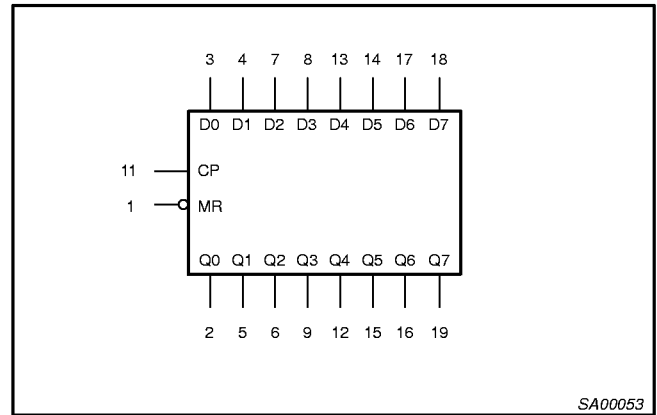 3 4 7 8 13 14 17 18
D0 D1 D2 D3 D4 D5 D6 D7
11 CP
1 MR
Q0 Q1 Q2 Q3 Q4 Q5 Q6 Q7
2 5 6 9 12 15 16 19
SA00053